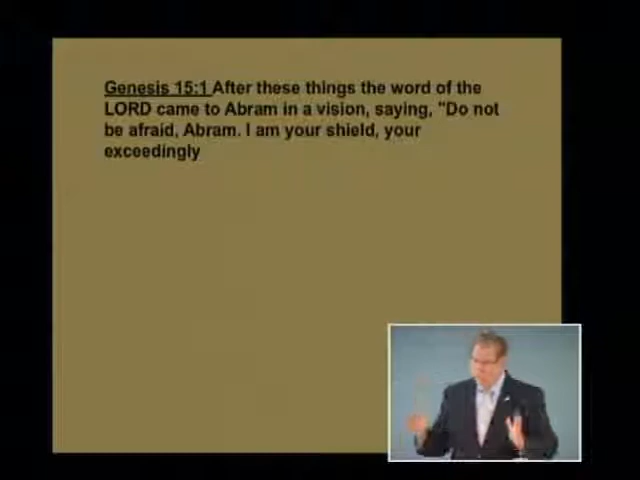 Genesis 15:1 After these things the word of the
LORD came to Abram in a vision, saying, "Do not
be afraid, Abram. I am your shield, your
exceedingly